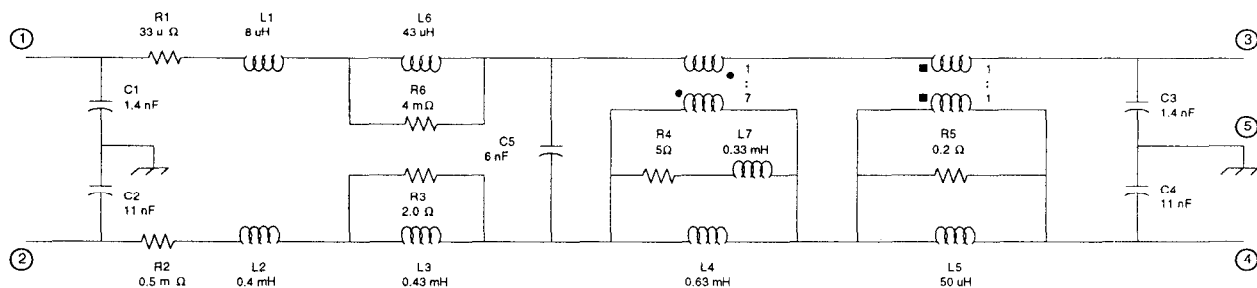 R1
33 u Ω
L1
8 uH
L6
43 uH
1
3
C1
1.4 nF
R6
4 mΩ
1
7
1
1
C3
1.4 nF
C5
6 nF
R4
5Ω
L7
0.33 mH
R5
0.2 Ω
5
C2
11 nF
R3
2.0 Ω
C4
11 nF
2
4
R2
0.5 m Ω
L2
0.4 mH
L3
0.43 mH
L4
0.63 mH
L5
50 uH